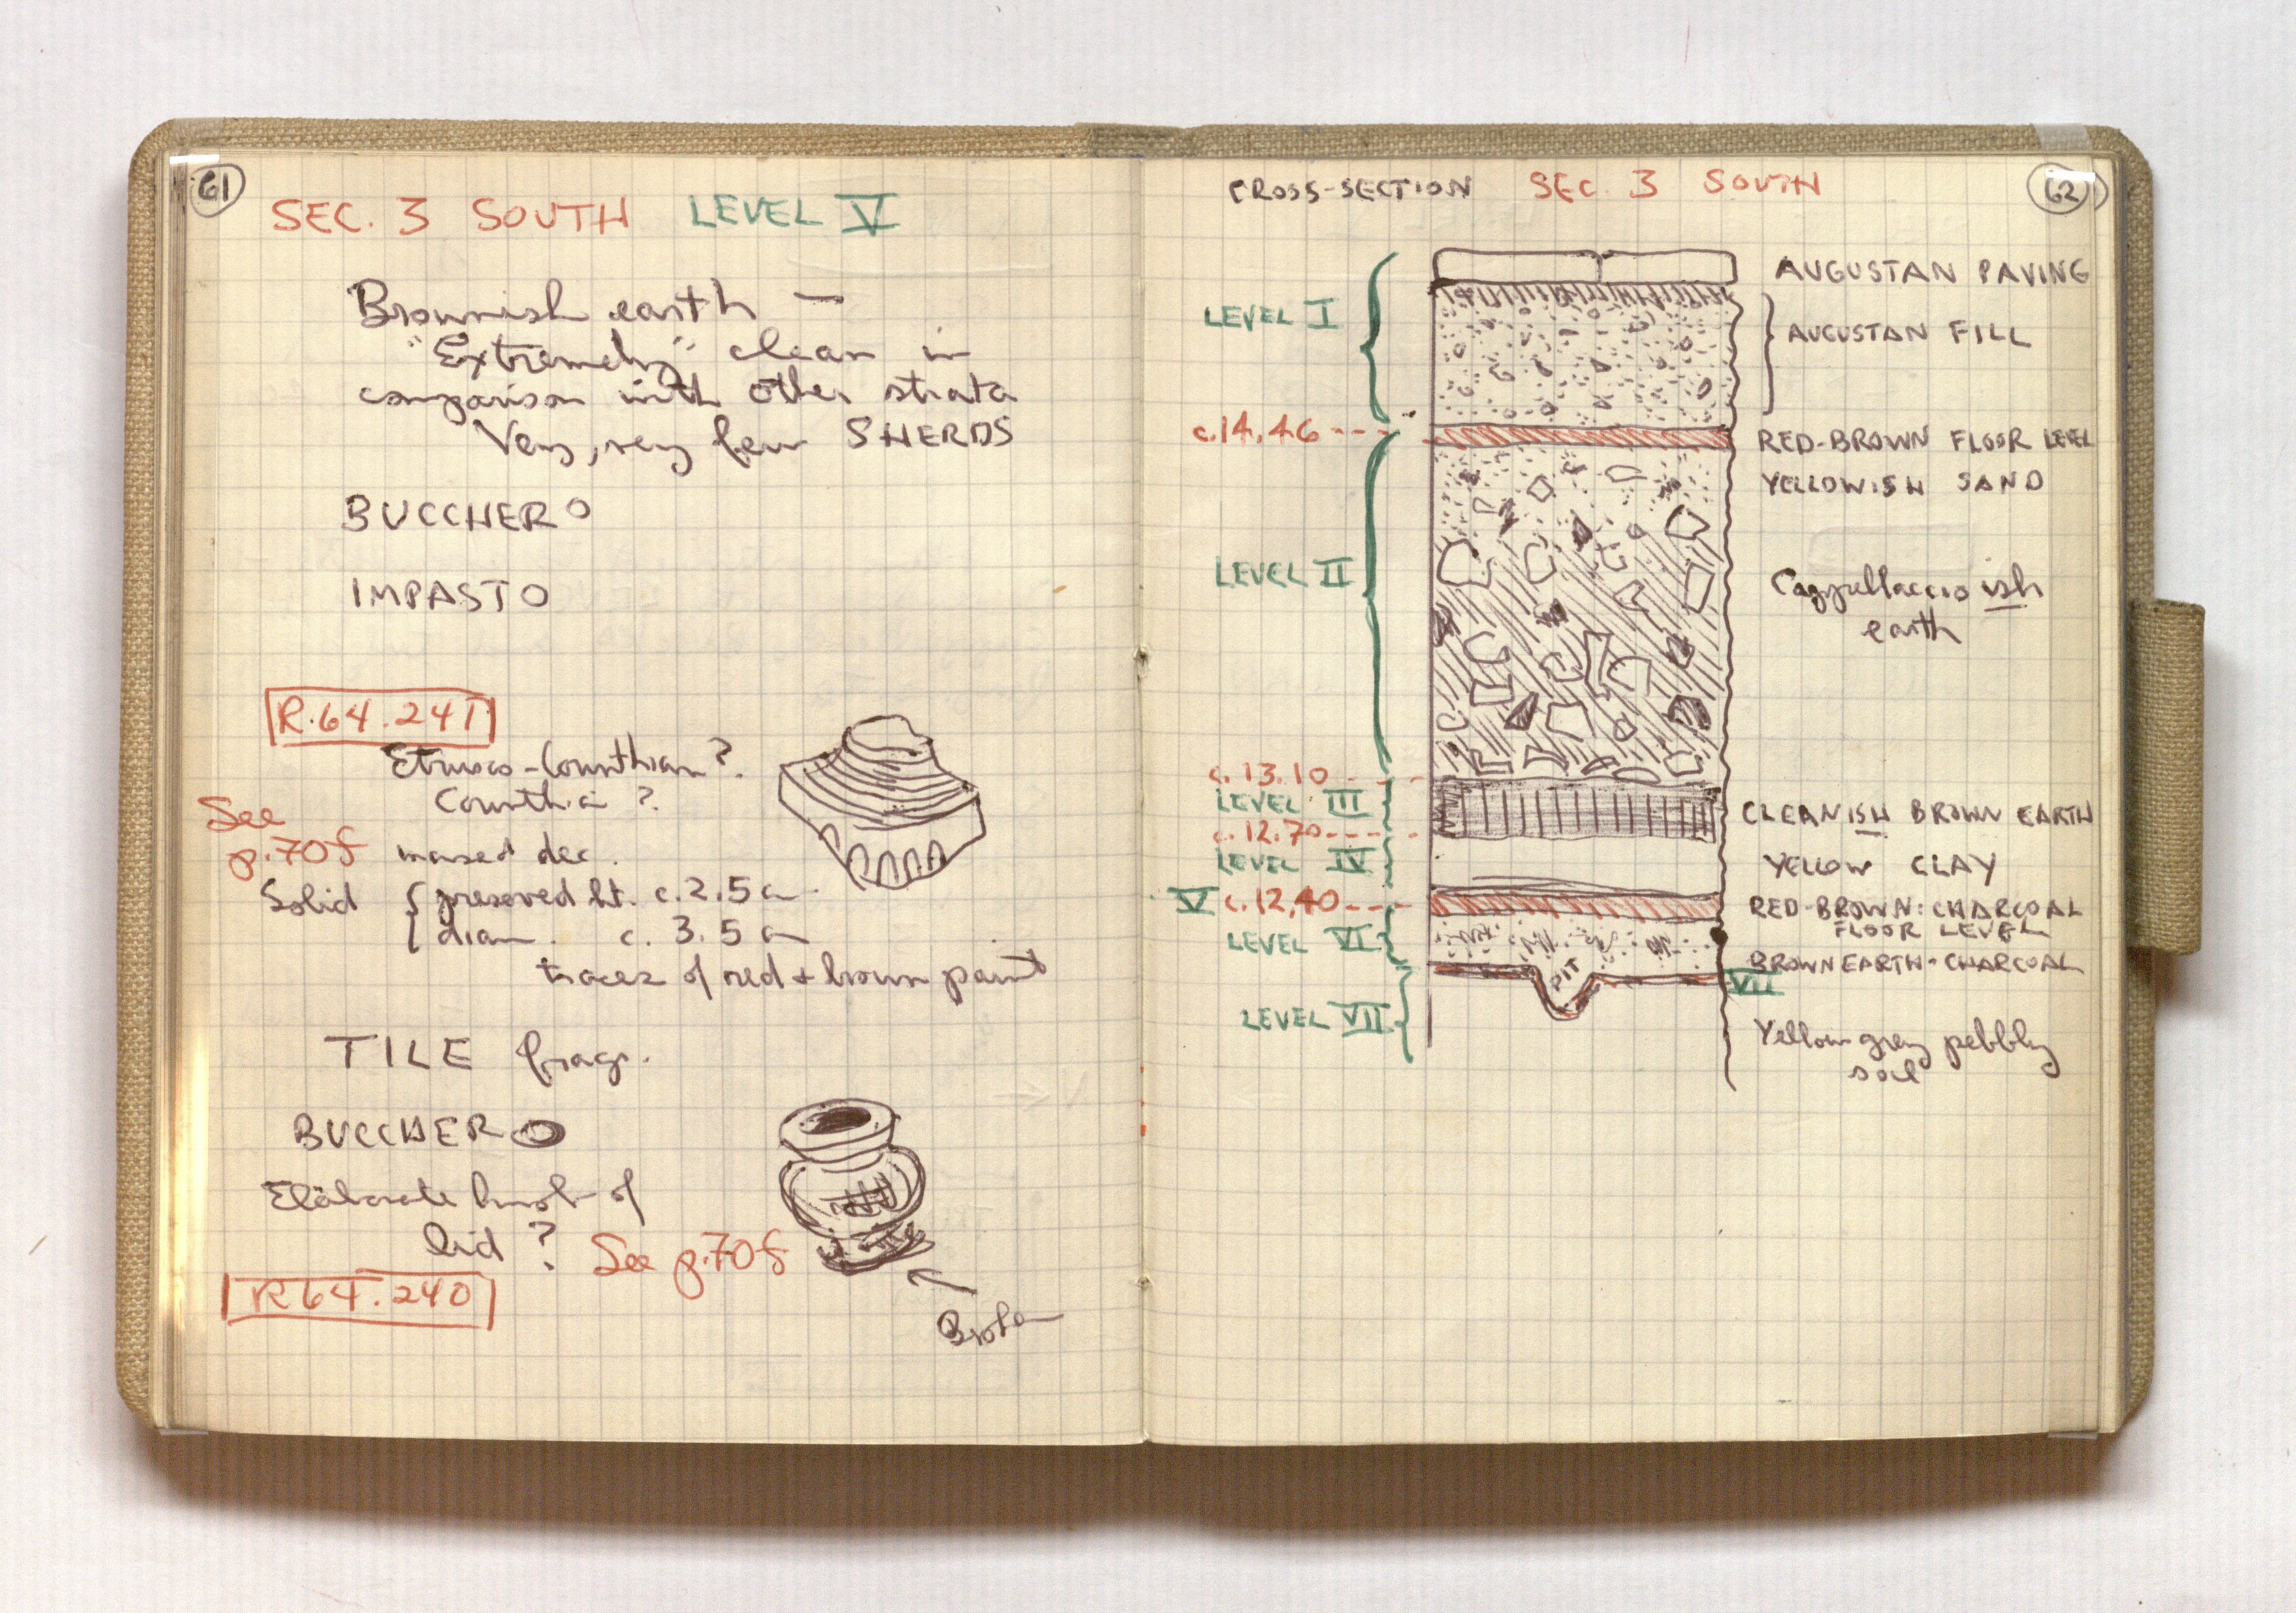 61
SEC. 3 SOUTH LEVEL V
Brownish earth —
"Extremely" clean in
comparison with other strata
Very, very few SHERDS
BUCCHERO
IMPASTO
R.64.241
Etrusco-Corinthian?
Corinthian?
See
p.70f
incised dec.
Solid { preserved ht. c.2.5 cm
diam. c. 3.5 cm
traces of red + brown paint
TILE frags.
BUCCHERO
Elaborate knob of
lid? See p.70f
R64.240
Broken
CROSS-SECTION SEC. 3 SOUTH
62
AUGUSTAN PAVING
LEVEL I
AUGUSTAN FILL
c.14.46---
RED-BROWN FLOOR LEVEL
YELLOWISH SAND
LEVEL II
Cappellaccio ish
earth
c.13.10
LEVEL III
CLEANISH BROWN EARTH
c.12.70---
LEVEL IV
YELLOW CLAY
V c.12.40---
RED-BROWN: CHARCOAL
FLOOR LEVEL
LEVEL VI
BROWN EARTH-CHARCOAL
PIT
VII
LEVEL VII
Yellow grey pebbly
soil